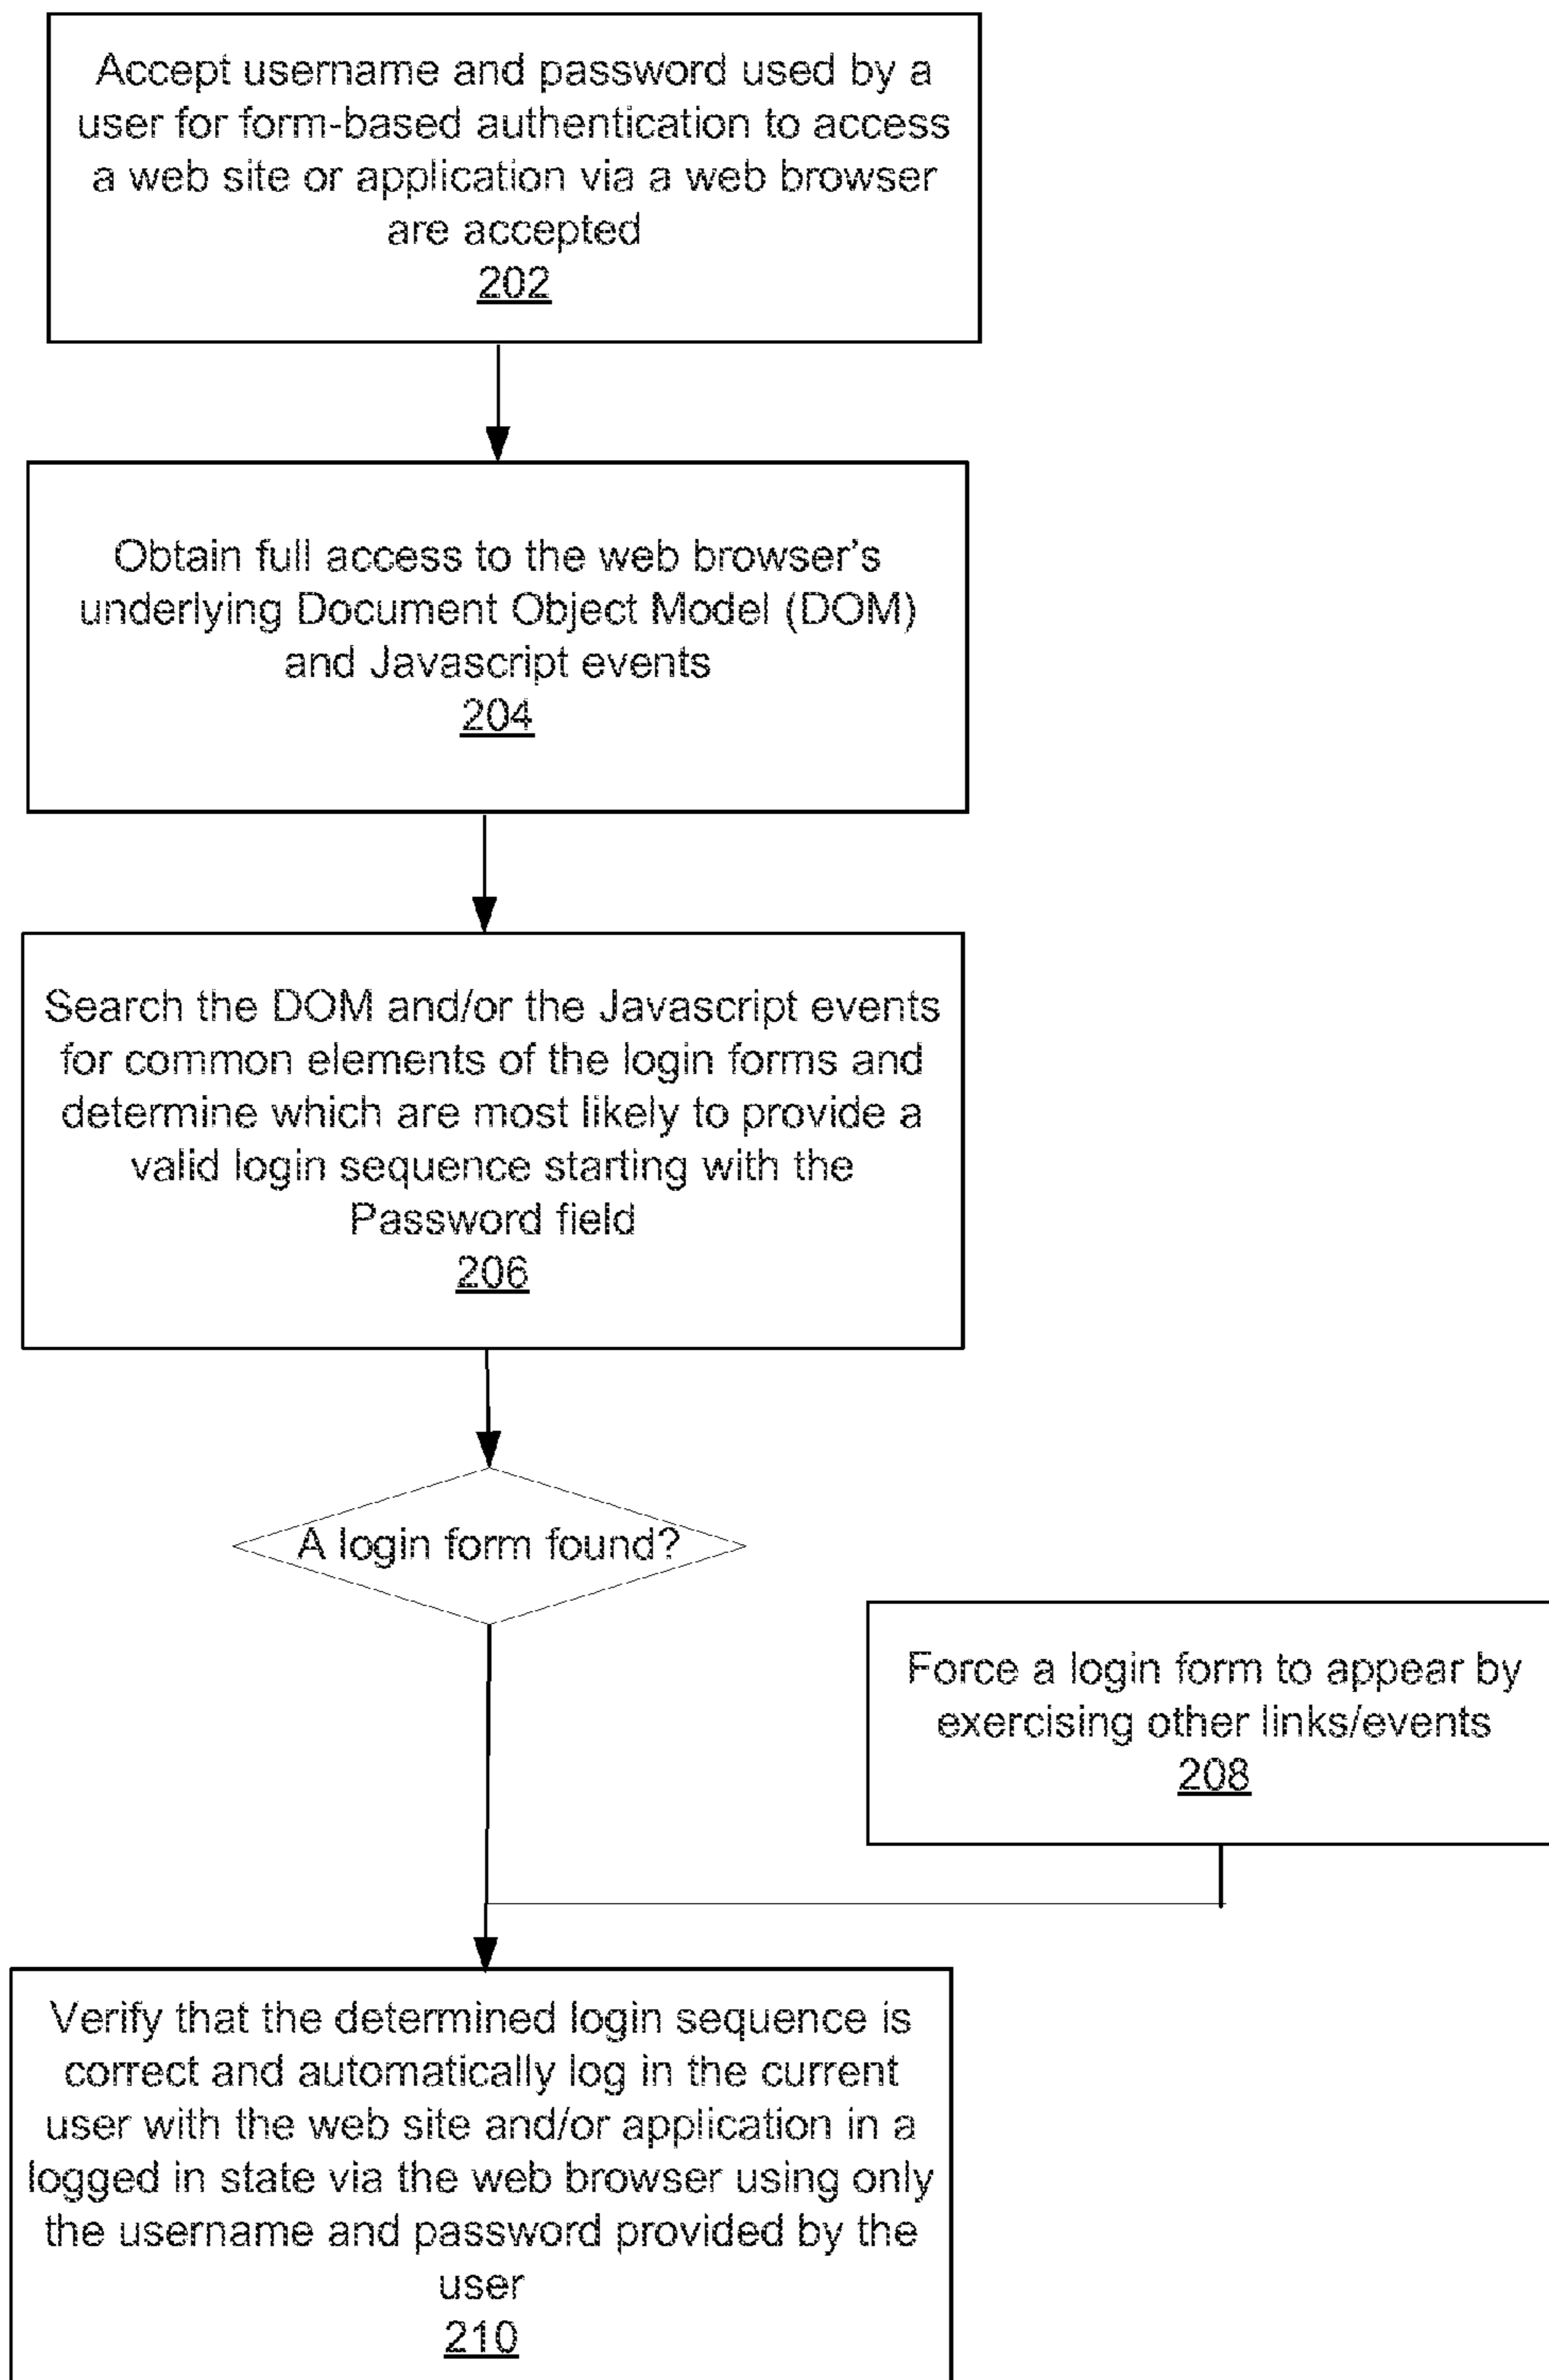 Accept username and password used by a
user for form-based authentication to access
a web site or application via a web browser
are accepted
202
Obtain full access to the web browser's
underlying Document Object Model (DOM)
and Javascript events
204
Search the DOM and/or the Javascript events
for common elements of the login forms and
determine which are most likely to provide a
valid login sequence starting with the
Password field
206
A login form found?
Force a login form to appear by
exercising other links/events
208
Verify that the determined login sequence is
correct and automatically log in the current
user with the web site and/or application in a
logged in state via the web browser using only
the username and password provided by the
user
210